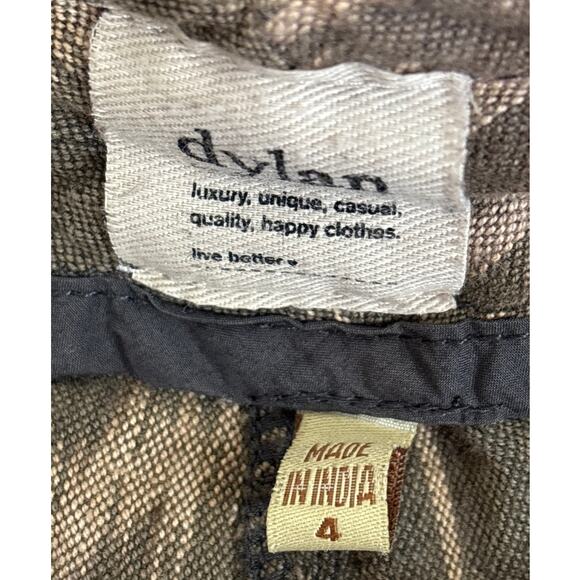 dylan
luxury, unique, casual,
quality, happy clothes.
live better ♥
MADE
IN INDIA
4